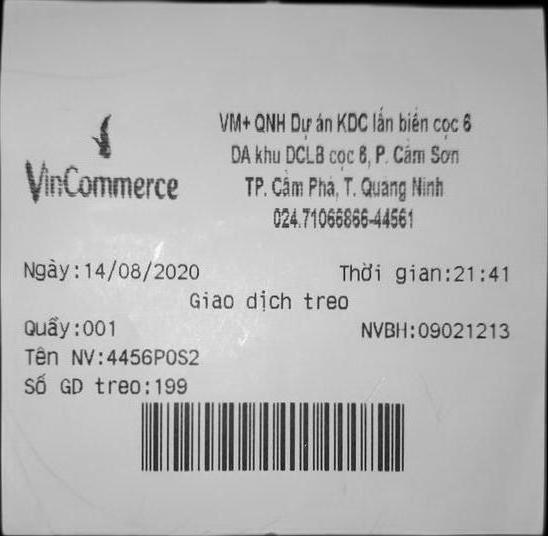 VinCommerce
VM+ QNH Dự án KDC lấn biển cọc 6
DA khu DCLB cọc 6, P. Cẩm Sơn
TP. Cẩm Phả, T. Quảng Ninh
024.71066866-44561
Ngày:14/08/2020 Thời gian:21:41
Giao dịch treo
Quầy:001 NVBH:09021213
Tên NV:4456POS2
Số GD treo:199